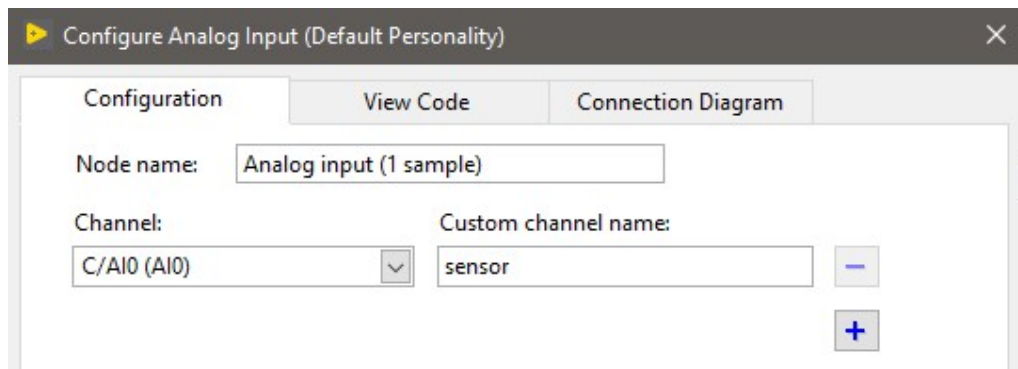 Configure Analog Input (Default Personality)
Configuration View Code Connection Diagram
Node name: Analog input (1 sample)
Channel: Custom channel name:
C/AI0 (AI0) sensor